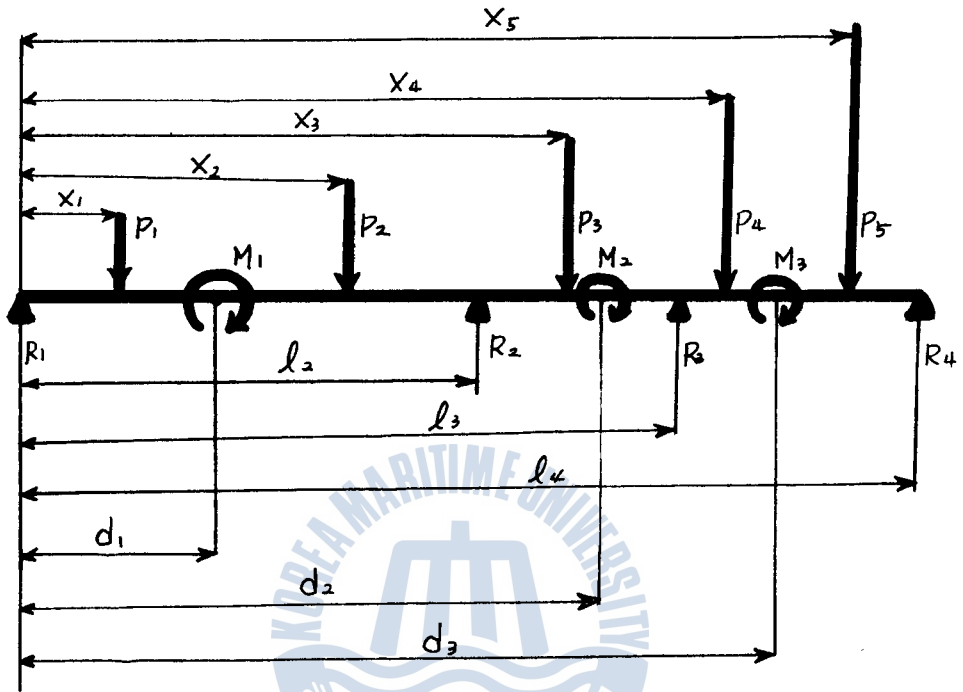 x₅
x₄
x₃
x₂
x₁
P₁
P₂
P₃
P₄
P₅
M₁
M₂
M₃
R₁
R₂
R₃
R₄
l₂
l₃
l₄
d₁
d₂
d₃
KOREA MARITIME UNIVERSITY